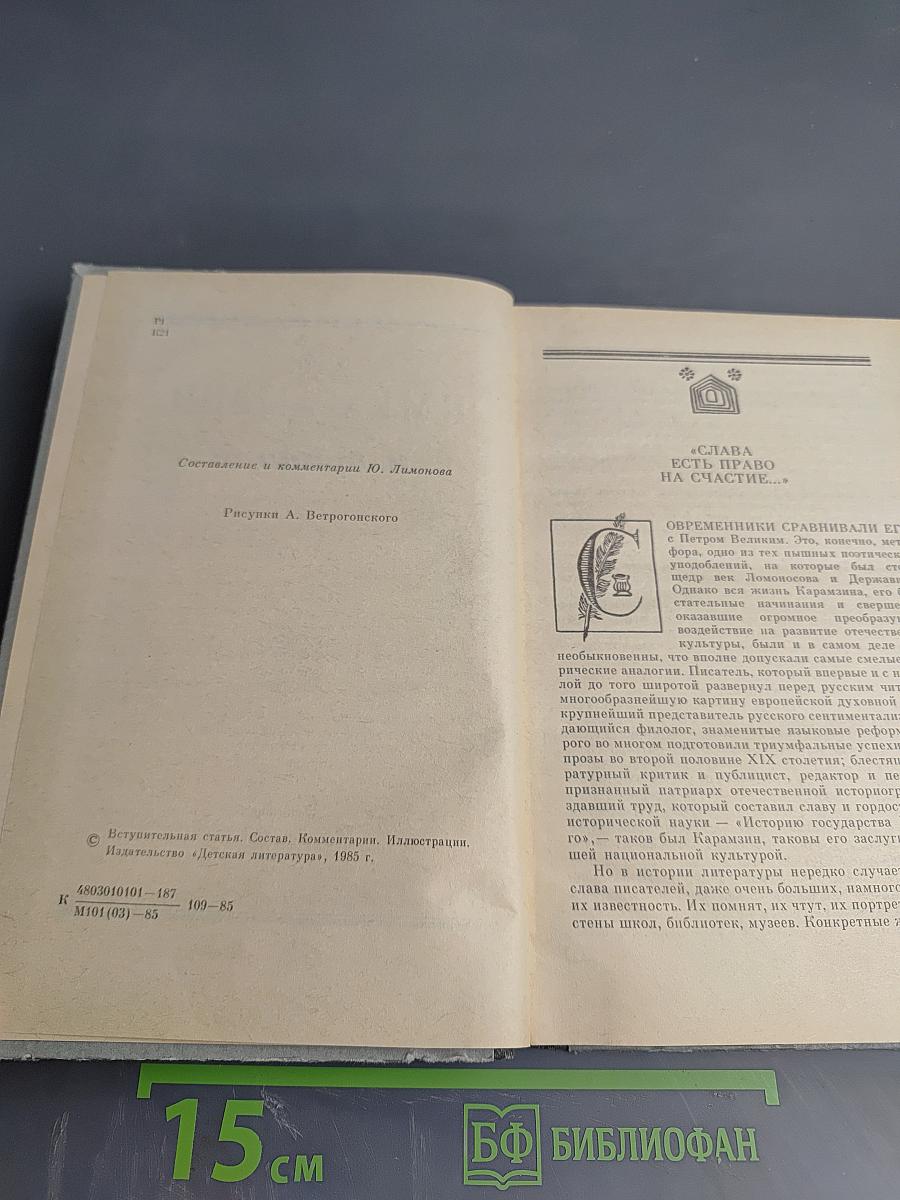 Р1
К21
Составление и комментарии Ю. Лимонова
Рисунки А. Ветрогонского
© Вступительная статья. Состав. Комментарии. Иллюстрации.
Издательство «Детская литература», 1985 г.
К 4803010101—187
М101(03)—85 109—85
«СЛАВА
ЕСТЬ ПРАВО
НА СЧАСТИЕ...»
СОВРЕМЕННИКИ СРАВНИВАЛИ ЕГ
с Петром Великим. Это, конечно, мет
фора, одно из тех пышных поэтическ
уподоблений, на которые был сто
щедр век Ломоносова и Держави
Однако вся жизнь Карамзина, его б
стательные начинания и сверше
оказавшие огромное преобразу
воздействие на развитие отечестве
культуры, были и в самом деле
необыкновенны, что вполне допускали самые смелые
рические аналогии. Писатель, который впервые и с н
лой до того широтой развернул перед русским чит
многообразнейшую картину европейской духовной
крупнейший представитель русского сентиментализ
дающийся филолог, знаменитые языковые реформ
рого во многом подготовили триумфальные успехи
прозы во второй половине XIX столетия; блестящ
ратурный критик и публицист, редактор и пе
признанный патриарх отечественной историогр
здавший труд, который составил славу и гордос
исторической науки — «Историю государства
го»,— таков был Карамзин, таковы его заслуги
шей национальной культурой.
Но в истории литературы нередко случает
слава писателей, даже очень больших, намного
их известность. Их помнят, их чтут, их портрет
стены школ, библиотек, музеев. Конкретные
15 см
БФ БИБЛИОФАН